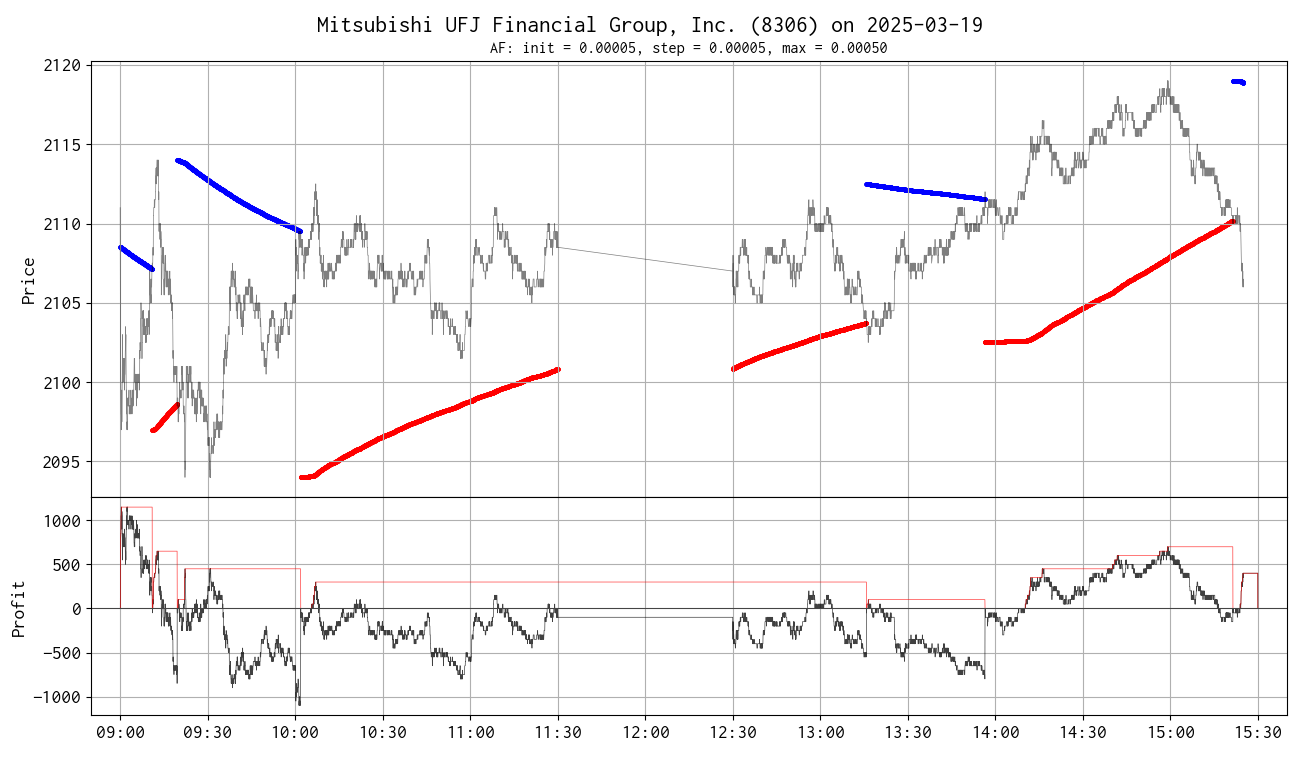 Mitsubishi UFJ Financial Group, Inc. (8306) on 2025-03-19
AF: init = 0.00005, step = 0.00005, max = 0.00050
2120
2115
2110
2105
2100
2095
Price
1000
500
0
−500
−1000
Profit
09:00 09:30 10:00 10:30 11:00 11:30 12:00 12:30 13:00 13:30 14:00 14:30 15:00 15:30